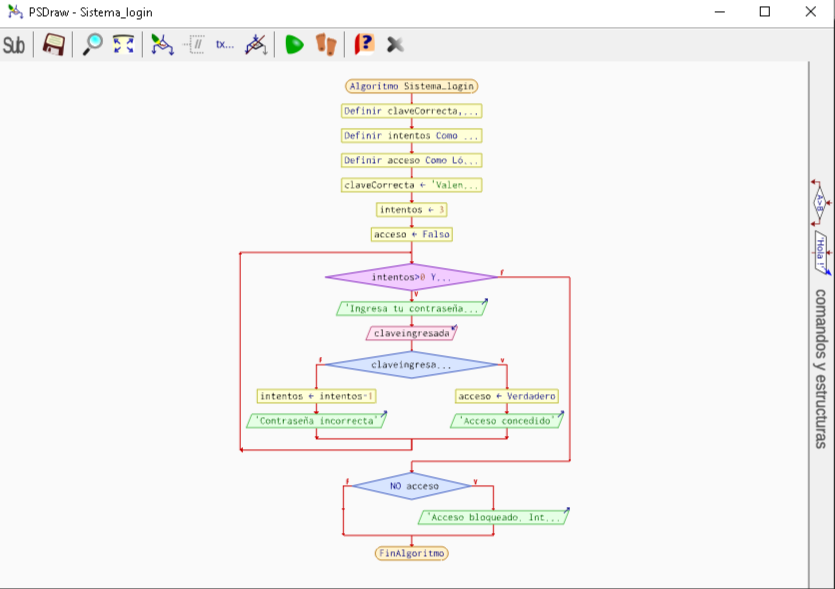 PSDraw - Sistema_login
Sub
tx...
Algoritmo Sistema_login
Definir claveCorrecta,...
Definir intentos Como ...
Definir acceso Como Ló...
claveCorrecta ← 'Valen...
intentos ← 3
acceso ← Falso
intentos>0 Y...
F
V
'Ingresa tu contraseña...
claveingresada
claveingresa...
F
V
intentos ← intentos-1
acceso ← Verdadero
'Contraseña incorrecta'
'Acceso concedido'
NO acceso
F
V
'Acceso bloqueado. Int...
FinAlgoritmo
A>B
'Hola !'
comandos y estructuras